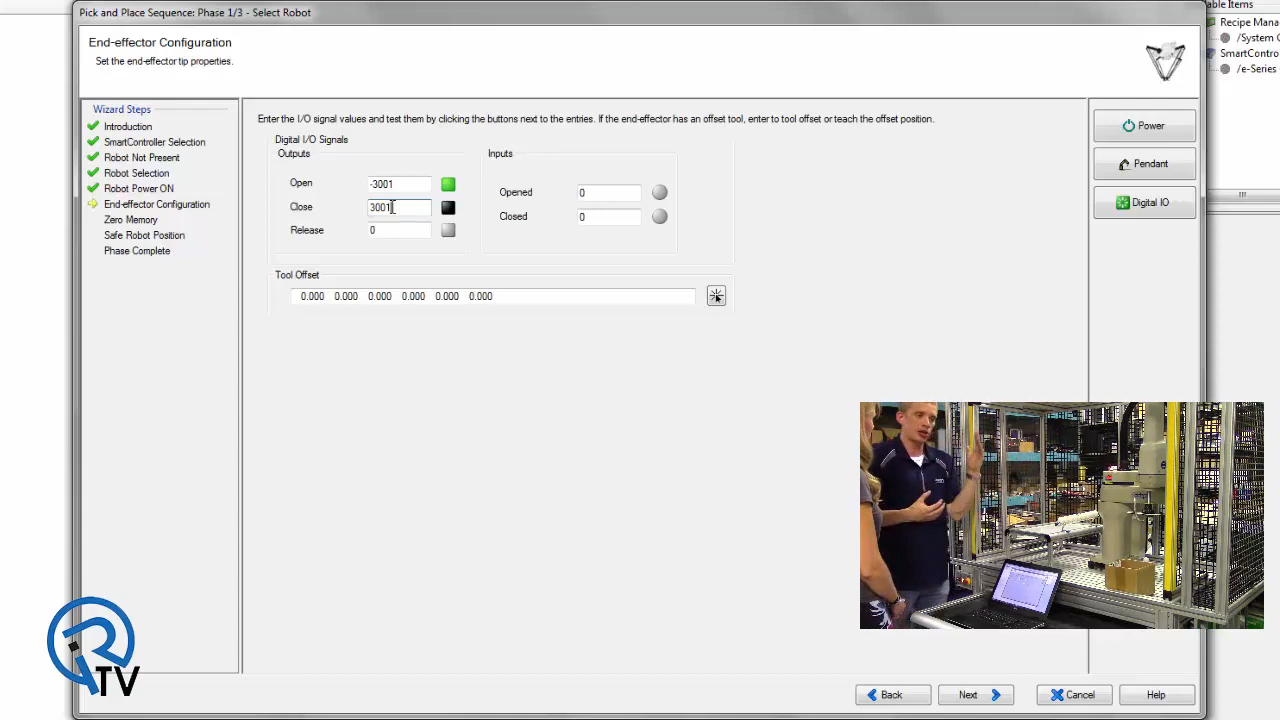 Pick and Place Sequence: Phase 1/3 - Select Robot
End-effector Configuration
Set the end-effector tip properties.
Wizard Steps
Introduction
SmartController Selection
Robot Not Present
Robot Selection
Robot Power ON
End-effector Configuration
Zero Memory
Safe Robot Position
Phase Complete
Enter the I/O signal values and test them by clicking the buttons next to the entries. If the end-effector has an offset tool, enter to tool offset or teach the offset position.
Digital I/O Signals
Outputs
Open -3001
Close 3001
Release 0
Inputs
Opened 0
Closed 0
Tool Offset
0.000 0.000 0.000 0.000 0.000 0.000
Power
Pendant
Digital IO
table Items
Recipe Mana
/System C
SmartContro
/e-Series
Back
Next
Cancel
Help
TV